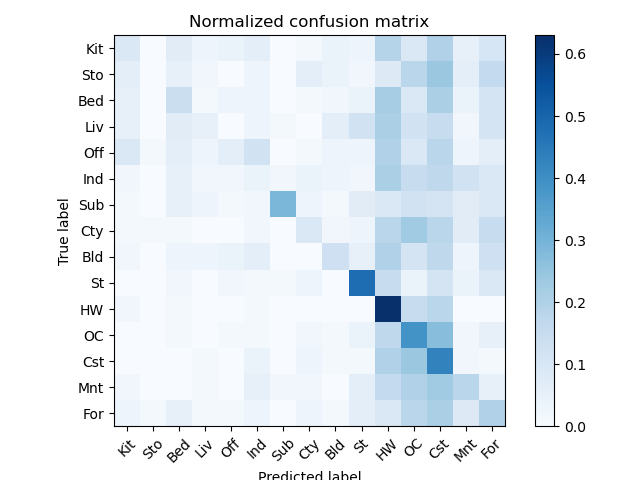 Normalized confusion matrix
True label
Kit
Sto
Bed
Liv
Off
Ind
Sub
Cty
Bld
St
HW
OC
Cst
Mnt
For
Kit Sto Bed Liv Off Ind Sub Cty Bld St HW OC Cst Mnt For
Predicted label
0.6
0.5
0.4
0.3
0.2
0.1
0.0